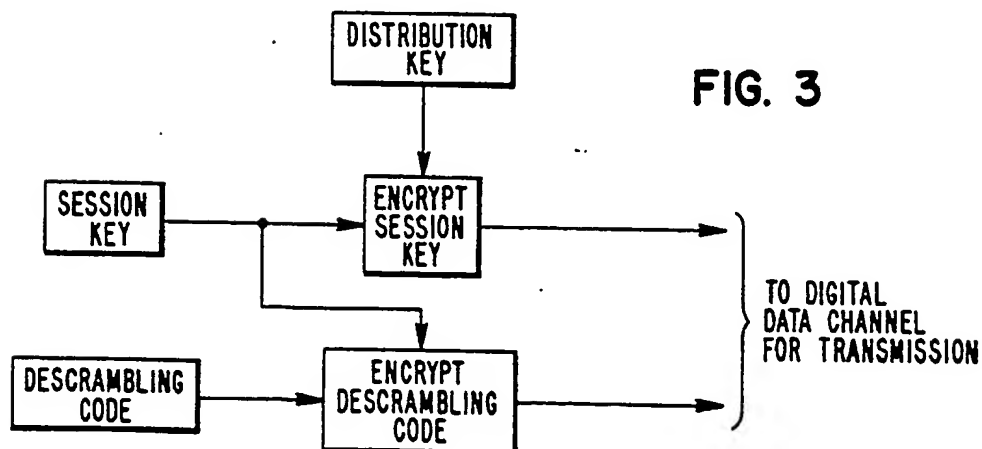 DISTRIBUTION
KEY
FIG. 3
SESSION
KEY
ENCRYPT
SESSION
KEY
TO DIGITAL
DATA CHANNEL
FOR TRANSMISSION
DESCRAMBLING
CODE
ENCRYPT
DESCRAMBLING
CODE